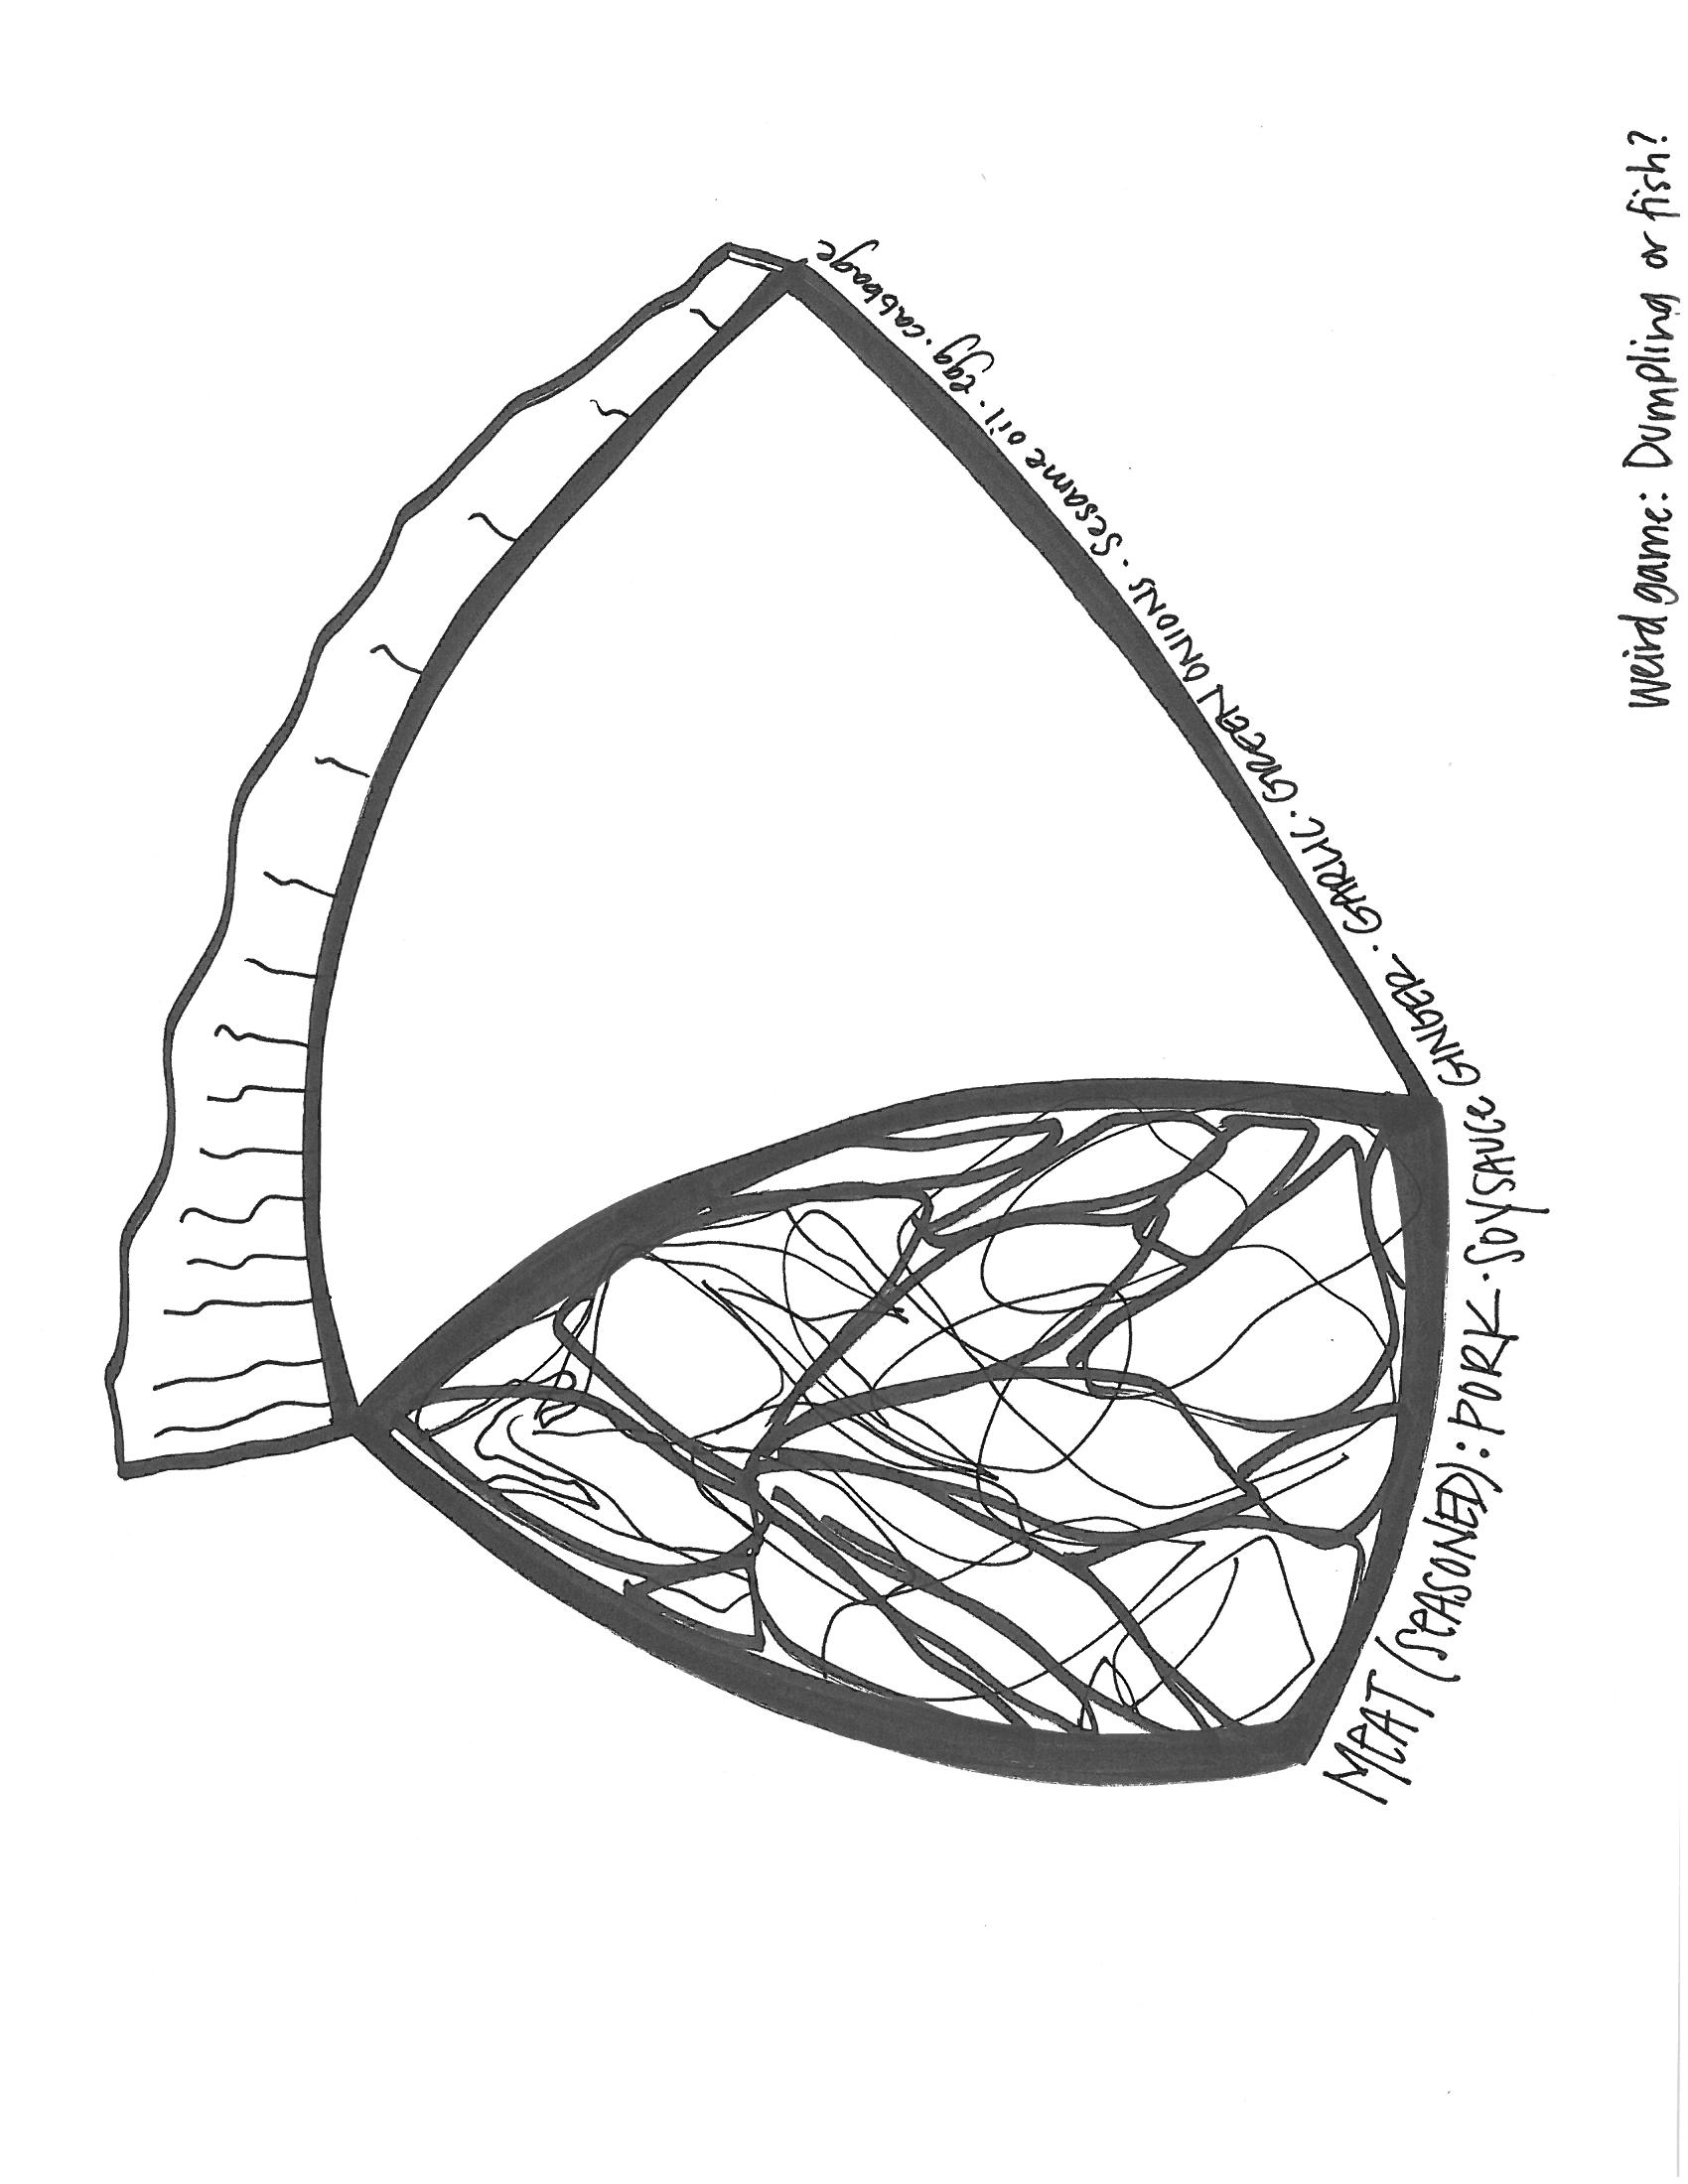 Weird game: Dumpling or fish?
MEAT (SEASONED): PORK · SOYSAUCE GINGER · GARLIC · GREEN ONIONS · Sesame oil · egg · cabbage